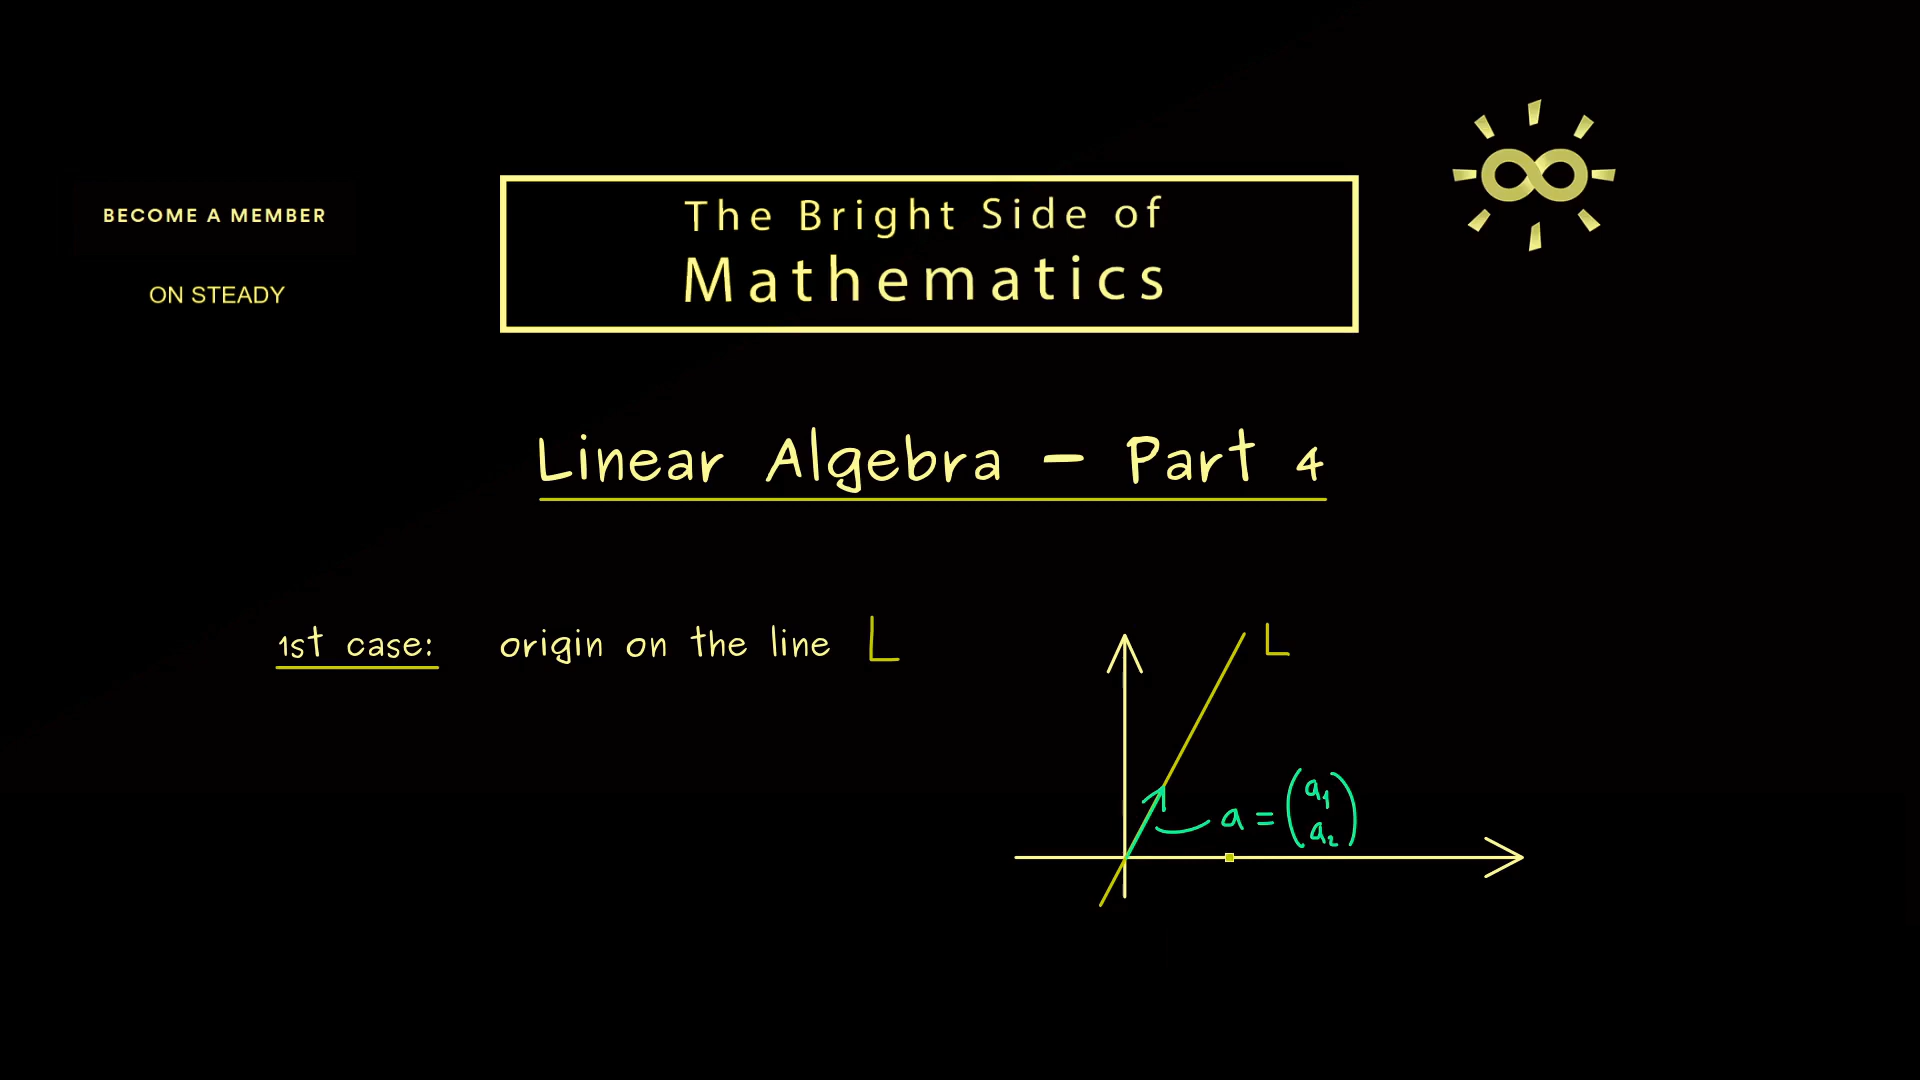 BECOME A MEMBER
ON STEADY
The Bright Side of
Mathematics
Linear Algebra – Part 4
1st case: origin on the line L
L
a = (a₁
a₂)